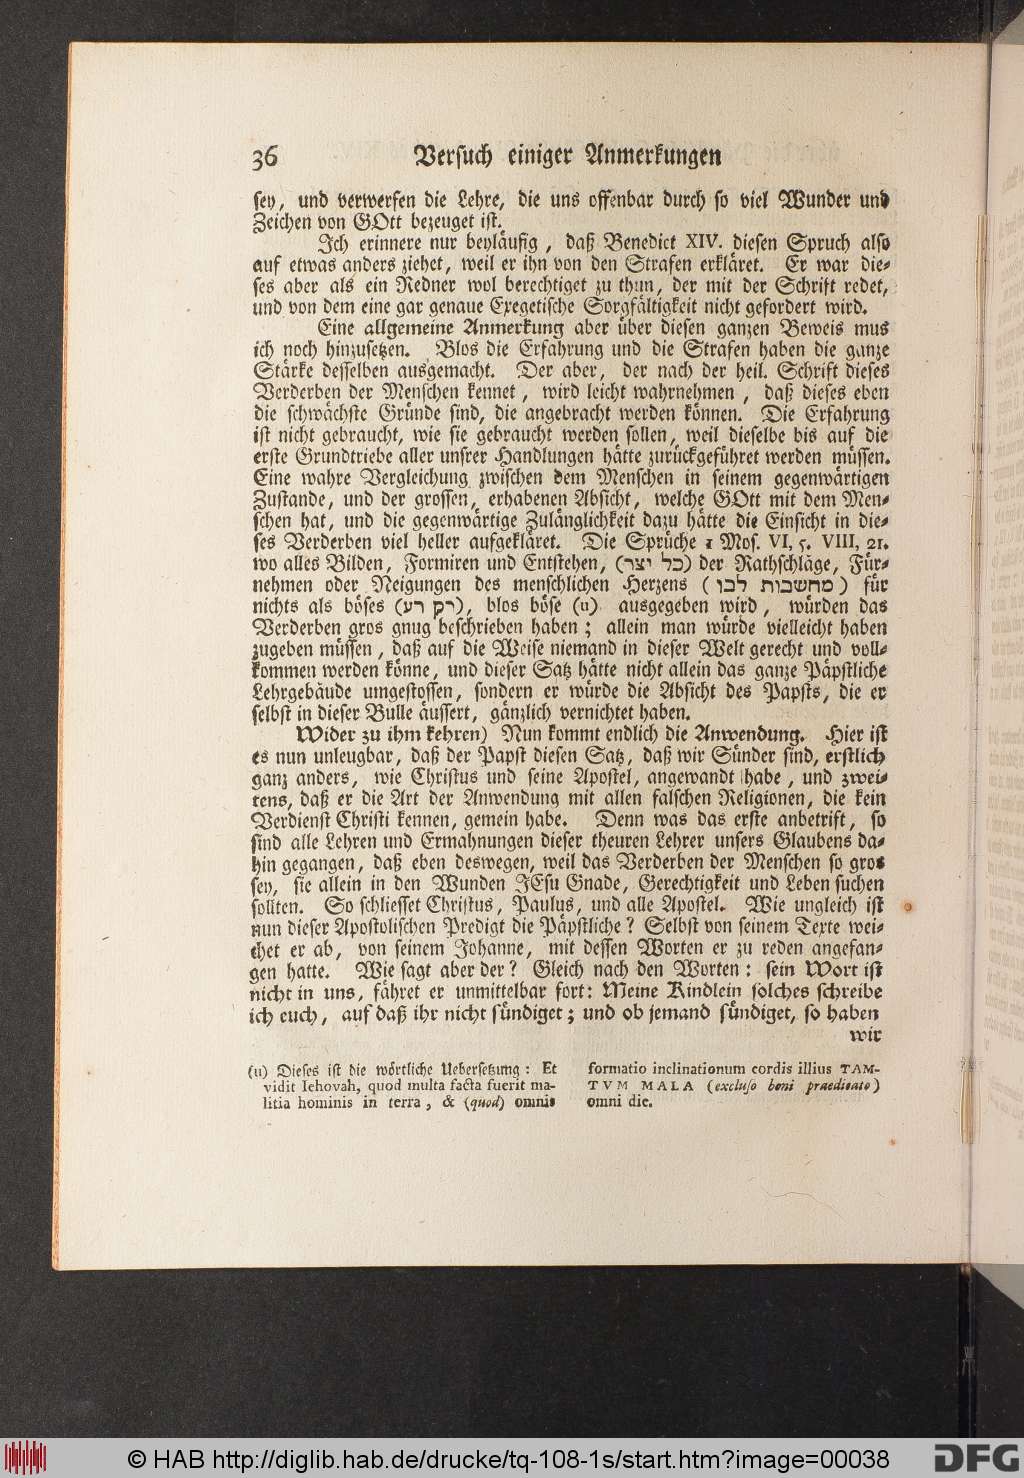 36 Versuch einiger Anmerkungen
sey, und verwerfen die Lehre, die uns offenbar durch so viel Wunder und
Zeichen von GOtt bezeuget ist.
Ich erinnere nur beyläufig, daß Benedict XIV. diesen Spruch also
auf etwas anders ziehet, weil er ihn von den Strafen erkläret. Er war die-
ses aber als ein Redner wol berechtiget zu thun, der mit der Schrift redet,
und von dem eine gar genaue Exegetische Sorgfältigkeit nicht gefordert wird.
Eine allgemeine Anmerkung aber über diesen ganzen Beweis mus
ich noch hinzusetzen. Blos die Erfahrung und die Strafen haben die ganze
Stärke desselben ausgemacht. Der aber, der nach der heil. Schrift dieses
Verderben der Menschen kennet, wird leicht wahrnehmen, daß dieses eben
die schwächste Gründe sind, die angebracht werden können. Die Erfahrung
ist nicht gebraucht, wie sie gebraucht werden sollen, weil dieselbe bis auf die
erste Grundtriebe aller unsrer Handlungen hätte zurückgeführet werden müssen.
Eine wahre Vergleichung zwischen dem Menschen in seinem gegenwärtigen
Zustande, und der grossen, erhabenen Absicht, welche GOtt mit dem Men-
schen hat, und die gegenwärtige Zulänglichkeit dazu hätte die Einsicht in die-
ses Verderben viel heller aufgekläret. Die Sprüche 1 Mos. VI, 5. VIII, 21.
wo alles Bilden, Formiren und Entstehen, (כל יצר) der Rathschläge, Für-
nehmen oder Neigungen des menschlichen Herzens (מחשבות לבו) für
nichts als böses (רק רע), blos böse (u) ausgegeben wird, würden das
Verderben gros gnug beschrieben haben; allein man würde vielleicht haben
zugeben müssen, daß auf die Weise niemand in dieser Welt gerecht und voll-
kommen werden könne, und dieser Satz hätte nicht allein das ganze Päpstliche
Lehrgebäude umgestossen, sondern er würde die Absicht des Papsts, die er
selbst in dieser Bulle äussert, gänzlich vernichtet haben.
Wider zu ihm kehren) Nun kommt endlich die Anwendung. Hier ist
es nun unleugbar, daß der Papst diesen Satz, daß wir Sünder sind, erstlich
ganz anders, wie Christus und seine Apostel, angewandt habe, und zwei-
tens, daß er die Art der Anwendung mit allen falschen Religionen, die kein
Verdienst Christi kennen, gemein habe. Denn was das erste anbetrift, so
sind alle Lehren und Ermahnungen dieser theuren Lehrer unsers Glaubens da-
hin gegangen, daß eben deswegen, weil das Verderben der Menschen so gros
sey, sie allein in den Wunden JEsu Gnade, Gerechtigkeit und Leben suchen
sollten. So schliesset Christus, Paulus, und alle Apostel. Wie ungleich ist
nun dieser Apostolischen Predigt die Päpstliche? Selbst von seinem Texte wei-
chet er ab, von seinem Johanne, mit dessen Worten er zu reden angefan-
gen hatte. Wie sagt aber der? Gleich nach den Worten: sein Wort ist
nicht in uns, fähret er unmittelbar fort: Meine Kindlein solches schreibe
ich euch, auf daß ihr nicht sündiget; und ob jemand sündiget, so haben
wir
(u) Dieses ist die wörtliche Uebersetzung: Et
vidit Iehovah, quod multa facta fuerit ma-
litia hominis in terra, & (quod) omnis
formatio inclinationum cordis illius TAM-
TVM MALA (excluso boni praedicato)
omni die.
© HAB http://diglib.hab.de/drucke/tq-108-1s/start.htm?image=00038
DFG